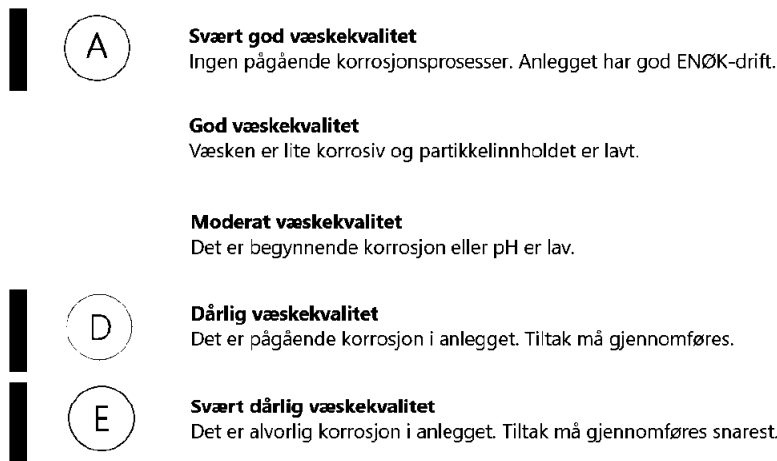 A
Svært god væskekvalitet
Ingen pågående korrosjonsprosesser. Anlegget har god ENØK-drift.
God væskekvalitet
Væsken er lite korrosiv og partikkelinnholdet er lavt.
Moderat væskekvalitet
Det er begynnende korrosjon eller pH er lav.
D
Dårlig væskekvalitet
Det er pågående korrosjon i anlegget. Tiltak må gjennomføres.
E
Svært dårlig væskekvalitet
Det er alvorlig korrosjon i anlegget. Tiltak må gjennomføres snarest.